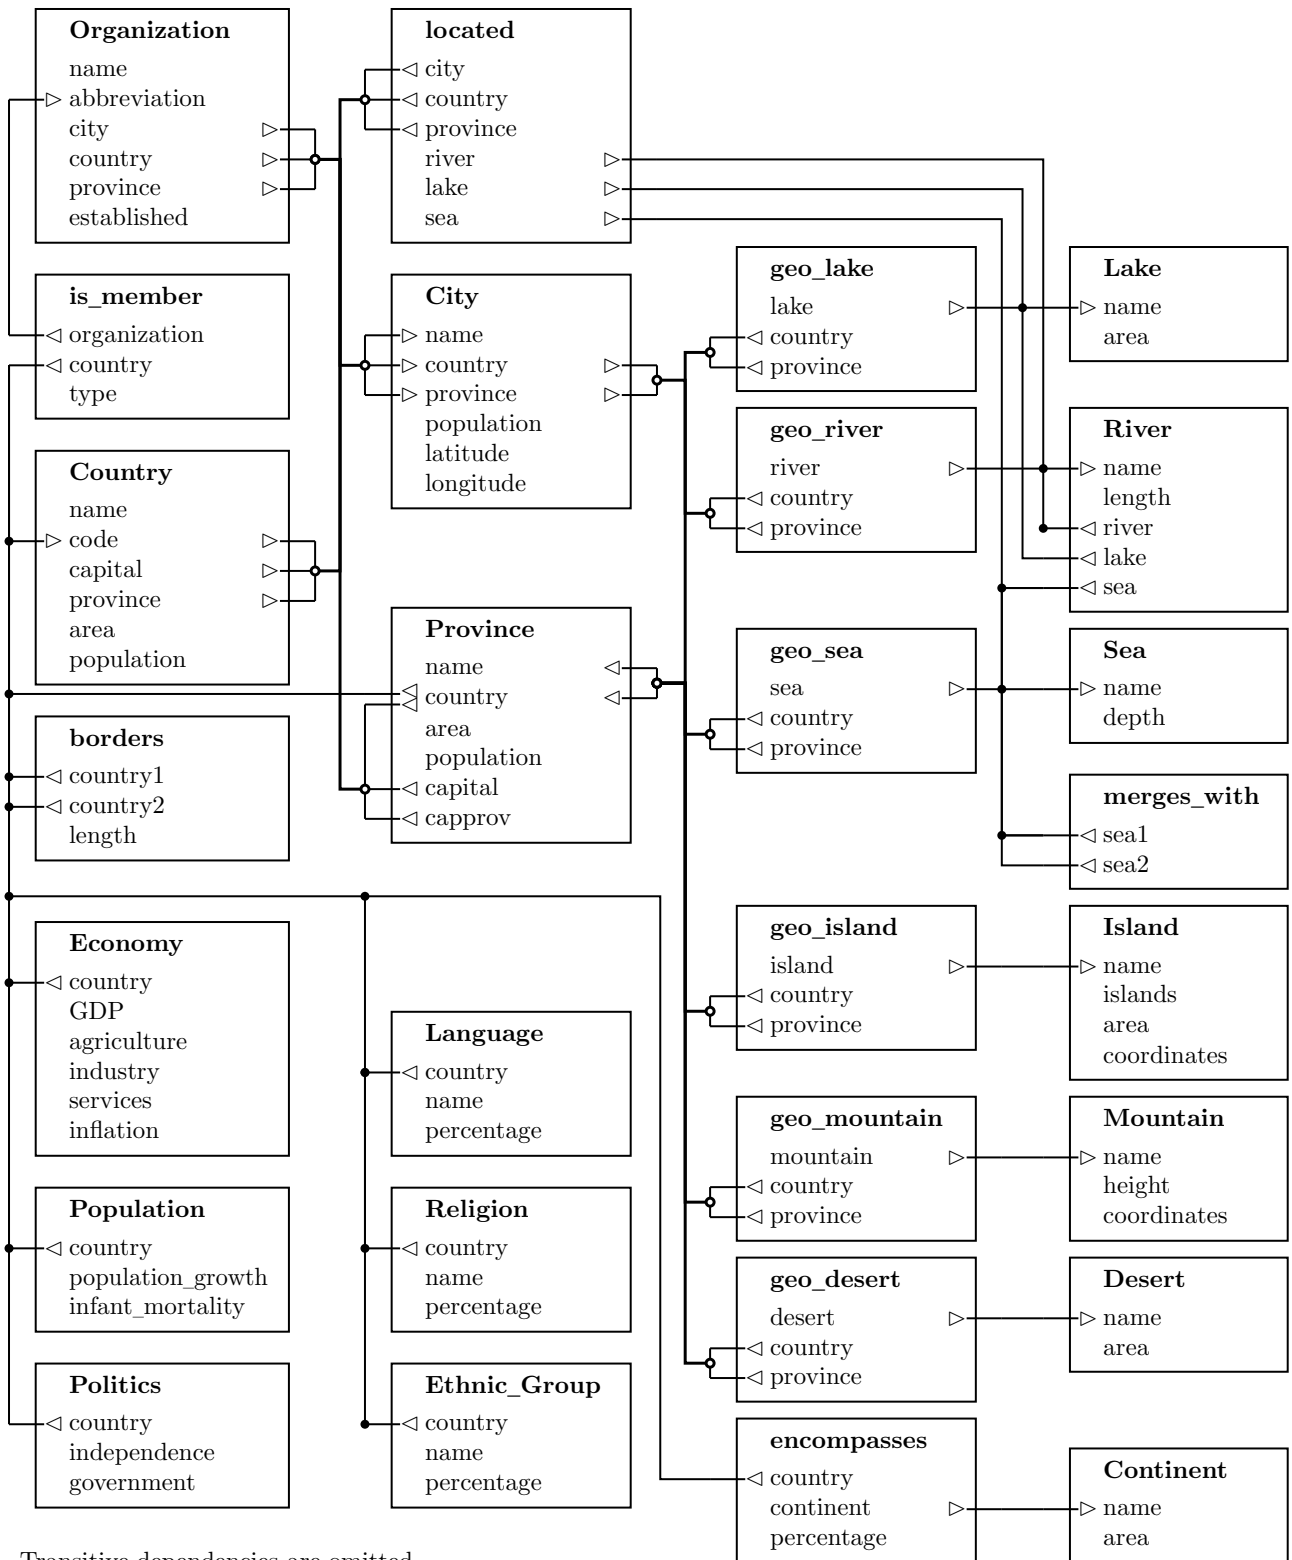 Organization
name
abbreviation
city
country
province
established
is_member
organization
country
type
Country
name
code
capital
province
area
population
borders
country1
country2
length
Economy
country
GDP
agriculture
industry
services
inflation
Population
country
population_growth
infant_mortality
Politics
country
independence
government
located
city
country
province
river
lake
sea
City
name
country
province
population
latitude
longitude
Province
name
country
area
population
capital
capprov
Language
country
name
percentage
Religion
country
name
percentage
Ethnic_Group
country
name
percentage
geo_lake
lake
country
province
geo_river
river
country
province
geo_sea
sea
country
province
geo_island
island
country
province
geo_mountain
mountain
country
province
geo_desert
desert
country
province
encompasses
country
continent
percentage
Lake
name
area
River
name
length
river
lake
sea
Sea
name
depth
merges_with
sea1
sea2
Island
name
islands
area
coordinates
Mountain
name
height
coordinates
Desert
name
area
Continent
name
area
Transitive dependencies are omitted